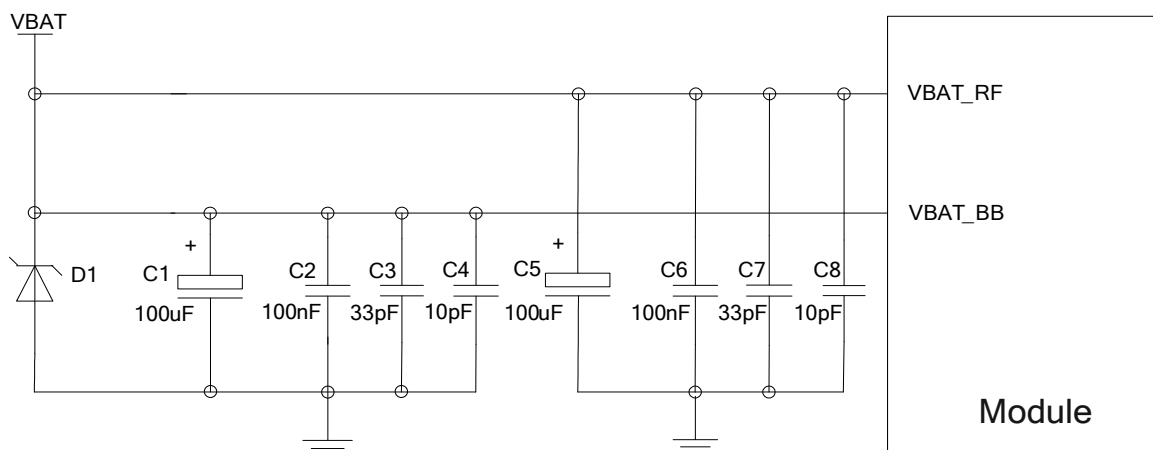 VBAT
VBAT_RF
VBAT_BB
+ +
D1 C1 C2 C3 C4 C5 C6 C7 C8
100uF 100nF 33pF 10pF 100uF 100nF 33pF 10pF
Module